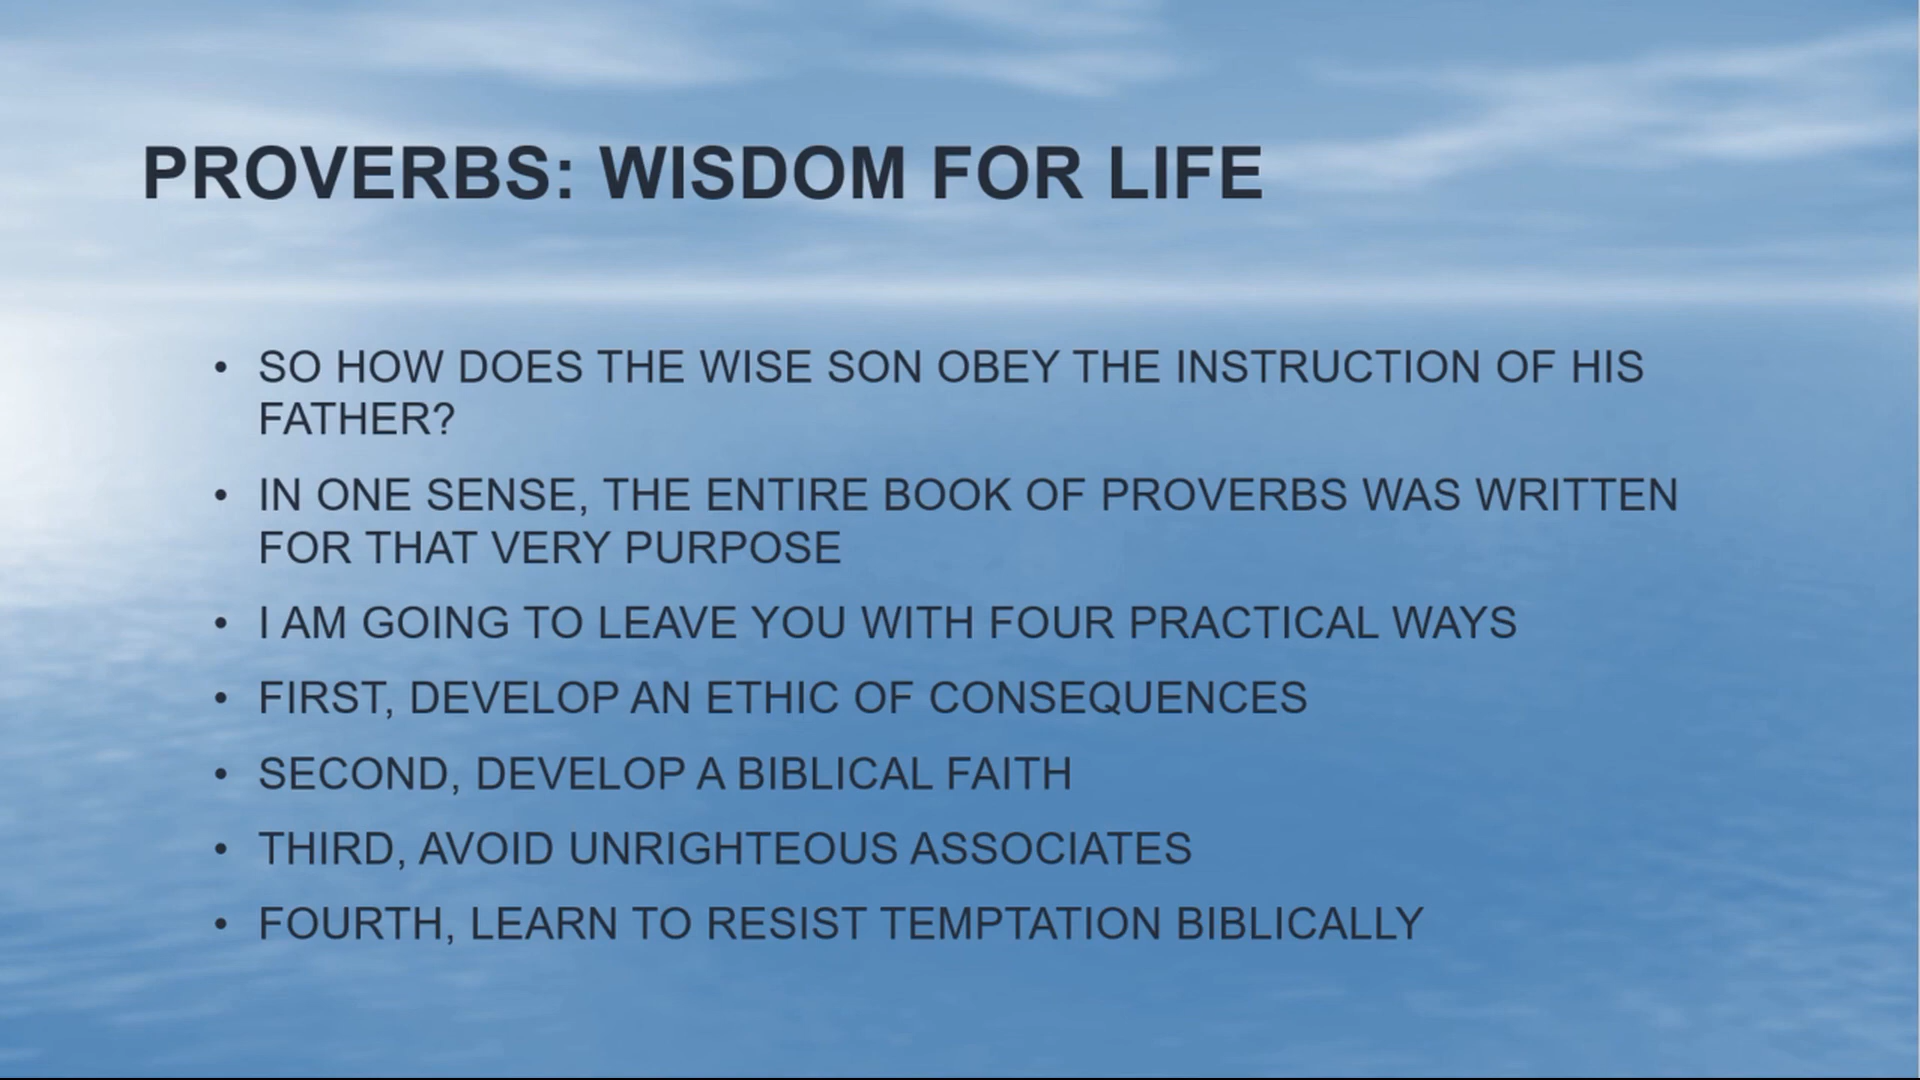 PROVERBS: WISDOM FOR LIFE
• SO HOW DOES THE WISE SON OBEY THE INSTRUCTION OF HIS
FATHER?
• IN ONE SENSE, THE ENTIRE BOOK OF PROVERBS WAS WRITTEN
FOR THAT VERY PURPOSE
• I AM GOING TO LEAVE YOU WITH FOUR PRACTICAL WAYS
• FIRST, DEVELOP AN ETHIC OF CONSEQUENCES
• SECOND, DEVELOP A BIBLICAL FAITH
• THIRD, AVOID UNRIGHTEOUS ASSOCIATES
• FOURTH, LEARN TO RESIST TEMPTATION BIBLICALLY